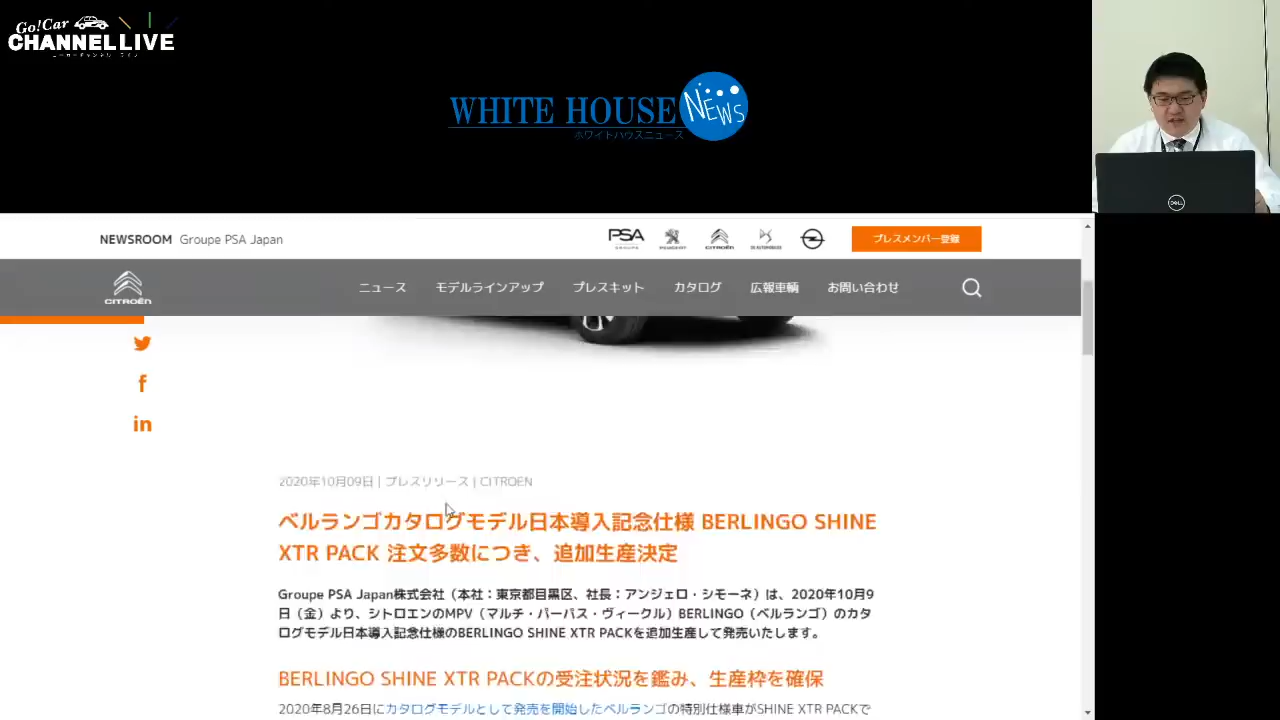 Go!Car
CHANNELLIVE
WHITE HOUSE NEWS
ホワイトハウスニュース
DELL
NEWSROOM Groupe PSA Japan
PSA
GROUPE
PEUGEOT
CITROËN
DS AUTOMOBILES
プレスメンバー登録
CITROËN
ニュース モデルラインアップ プレスキット カタログ 広報車輌 お問い合わせ
2020年10月09日 | プレスリリース | CITROEN
ベルランゴカタログモデル日本導入記念仕様 BERLINGO SHINE
XTR PACK 注文多数につき、追加生産決定
Groupe PSA Japan株式会社（本社：東京都目黒区、社長：アンジェロ・シモーネ）は、2020年10月9
日（金）より、シトロエンのMPV（マルチ・パーパス・ヴィークル）BERLINGO（ベルランゴ）のカタ
ログモデル日本導入記念仕様のBERLINGO SHINE XTR PACKを追加生産して発売いたします。
BERLINGO SHINE XTR PACKの受注状況を鑑み、生産枠を確保
2020年8月26日にカタログモデルとして発売を開始したベルランゴの特別仕様車がSHINE XTR PACKで